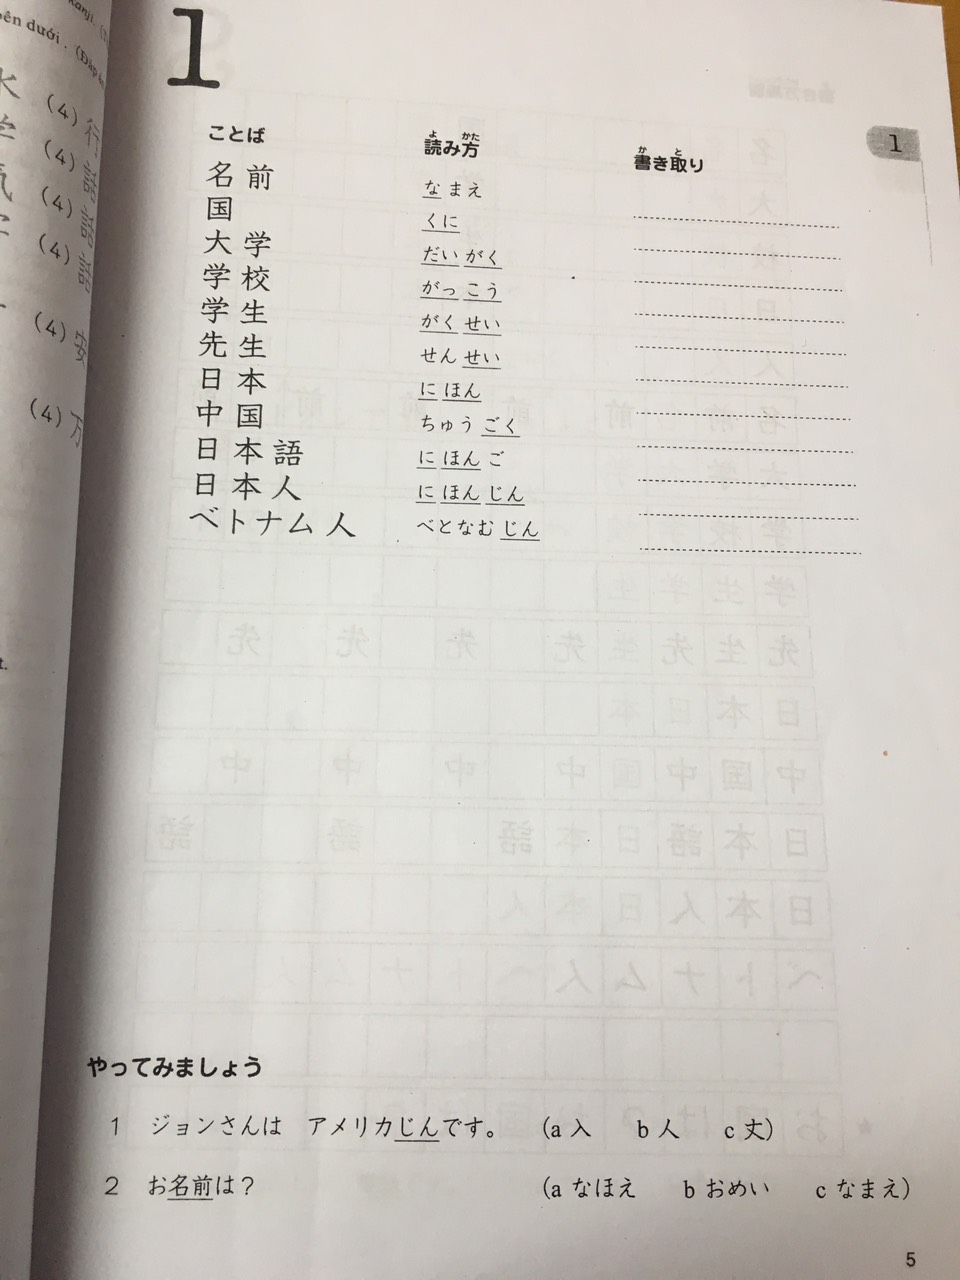 Kanji.
bên dưới. (Đáp á
(4) 行
(4) 話
(4) 語
(4) 語
(4) 安
(4) 万
t.
1
1
ことば 読み方 書き取り
よ かた か と
名前 なまえ
国 くに
大学 だい がく
学校 がっ こう
学生 がく せい
先生 せん せい
日本 に ほん
中国 ちゅう ごく
日本語 に ほん ご
日本人 に ほん じん
ベトナム人 べとなむ じん
やってみましょう
1 ジョンさんは アメリカじんです。 (a 入 b 人 c 丈)
2 お名前は? (a なほえ b おめい c なまえ)
5